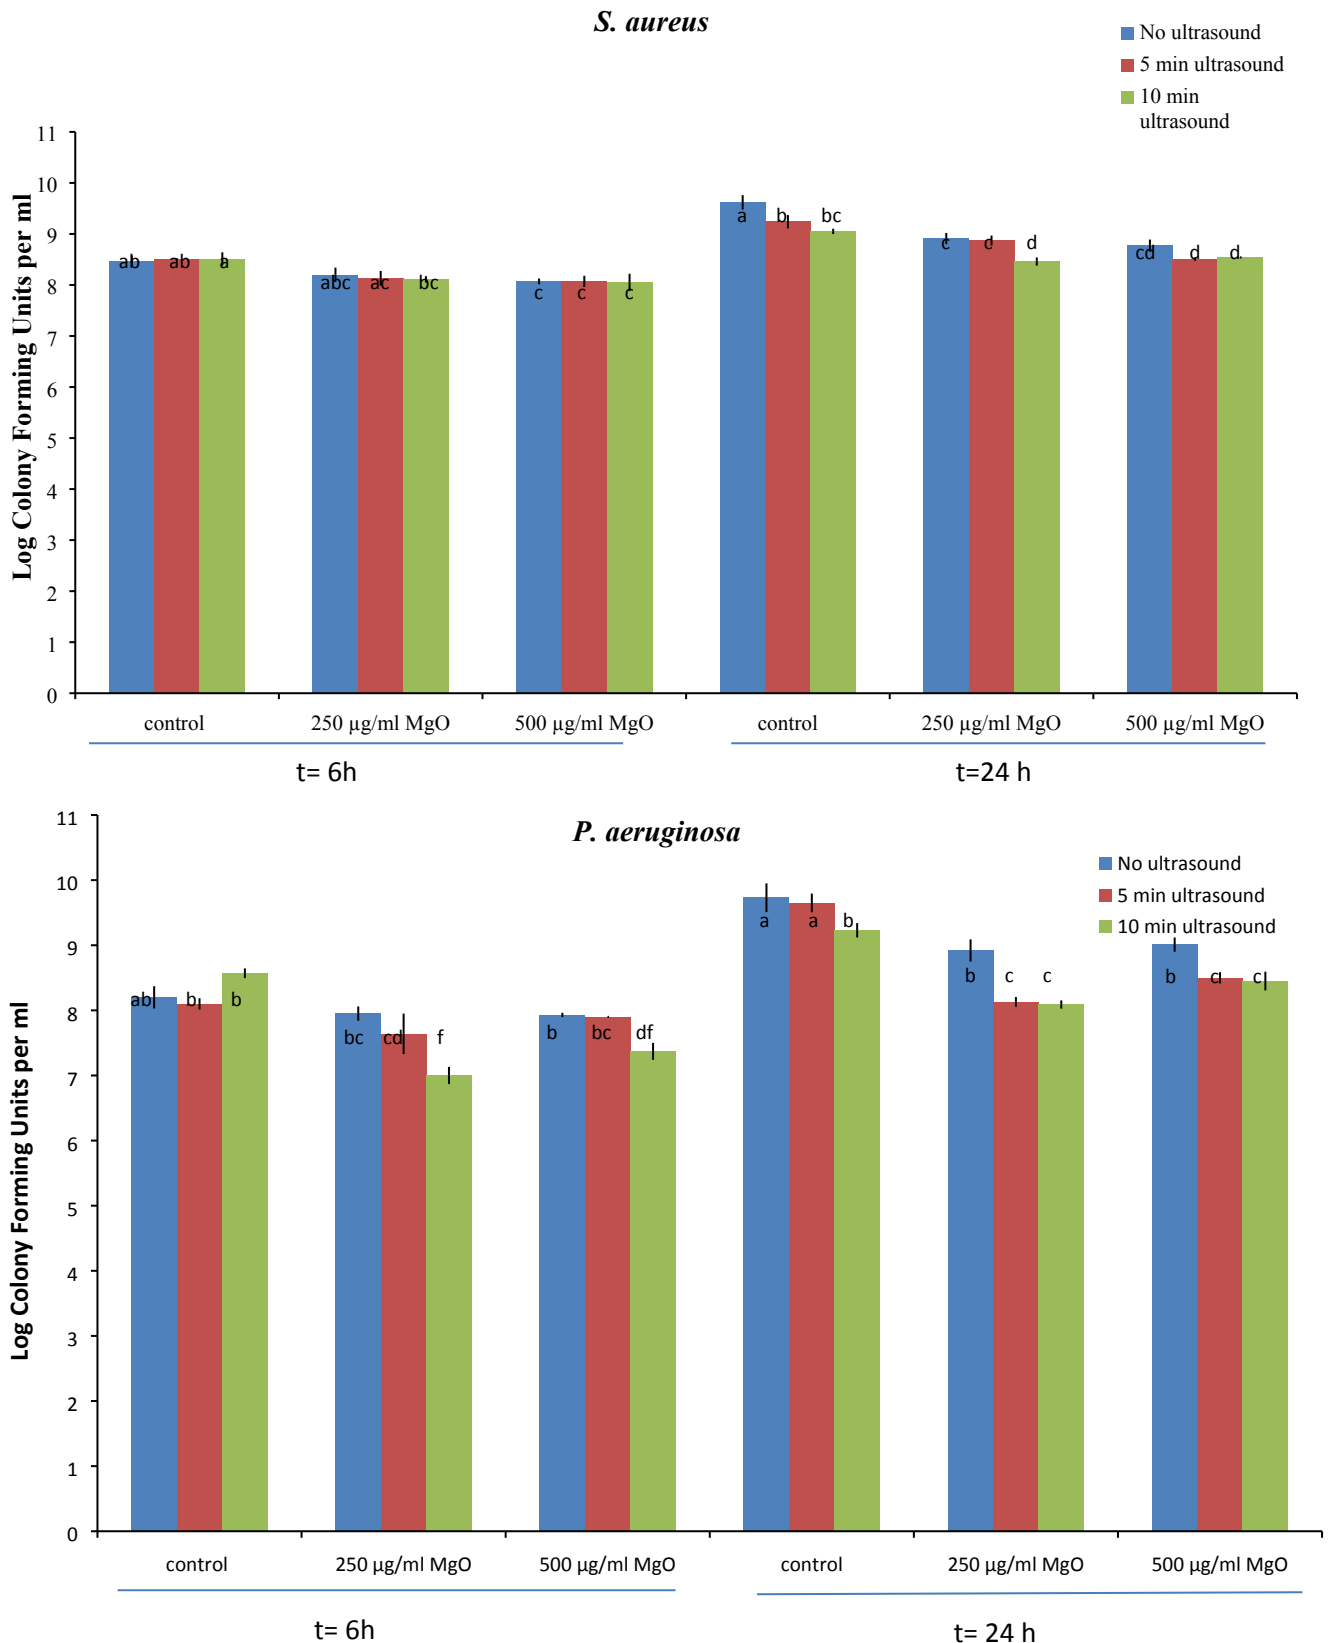 S. aureus
No ultrasound
5 min ultrasound
10 min
ultrasound
Log Colony Forming Units per ml
11
10
9
8
7
6
5
4
3
2
1
0
ab ab a
abc ac bc
c c c
a b bc
c d d
cd d d
control 250 µg/ml MgO 500 µg/ml MgO control 250 µg/ml MgO 500 µg/ml MgO
t= 6h t=24 h
P. aeruginosa
No ultrasound
5 min ultrasound
10 min ultrasound
Log Colony Forming Units per ml
11
10
9
8
7
6
5
4
3
2
1
0
ab b b
bc cd f
b bc df
a a b
b c c
b c c
control 250 µg/ml MgO 500 µg/ml MgO control 250 µg/ml MgO 500 µg/ml MgO
t= 6h t= 24 h